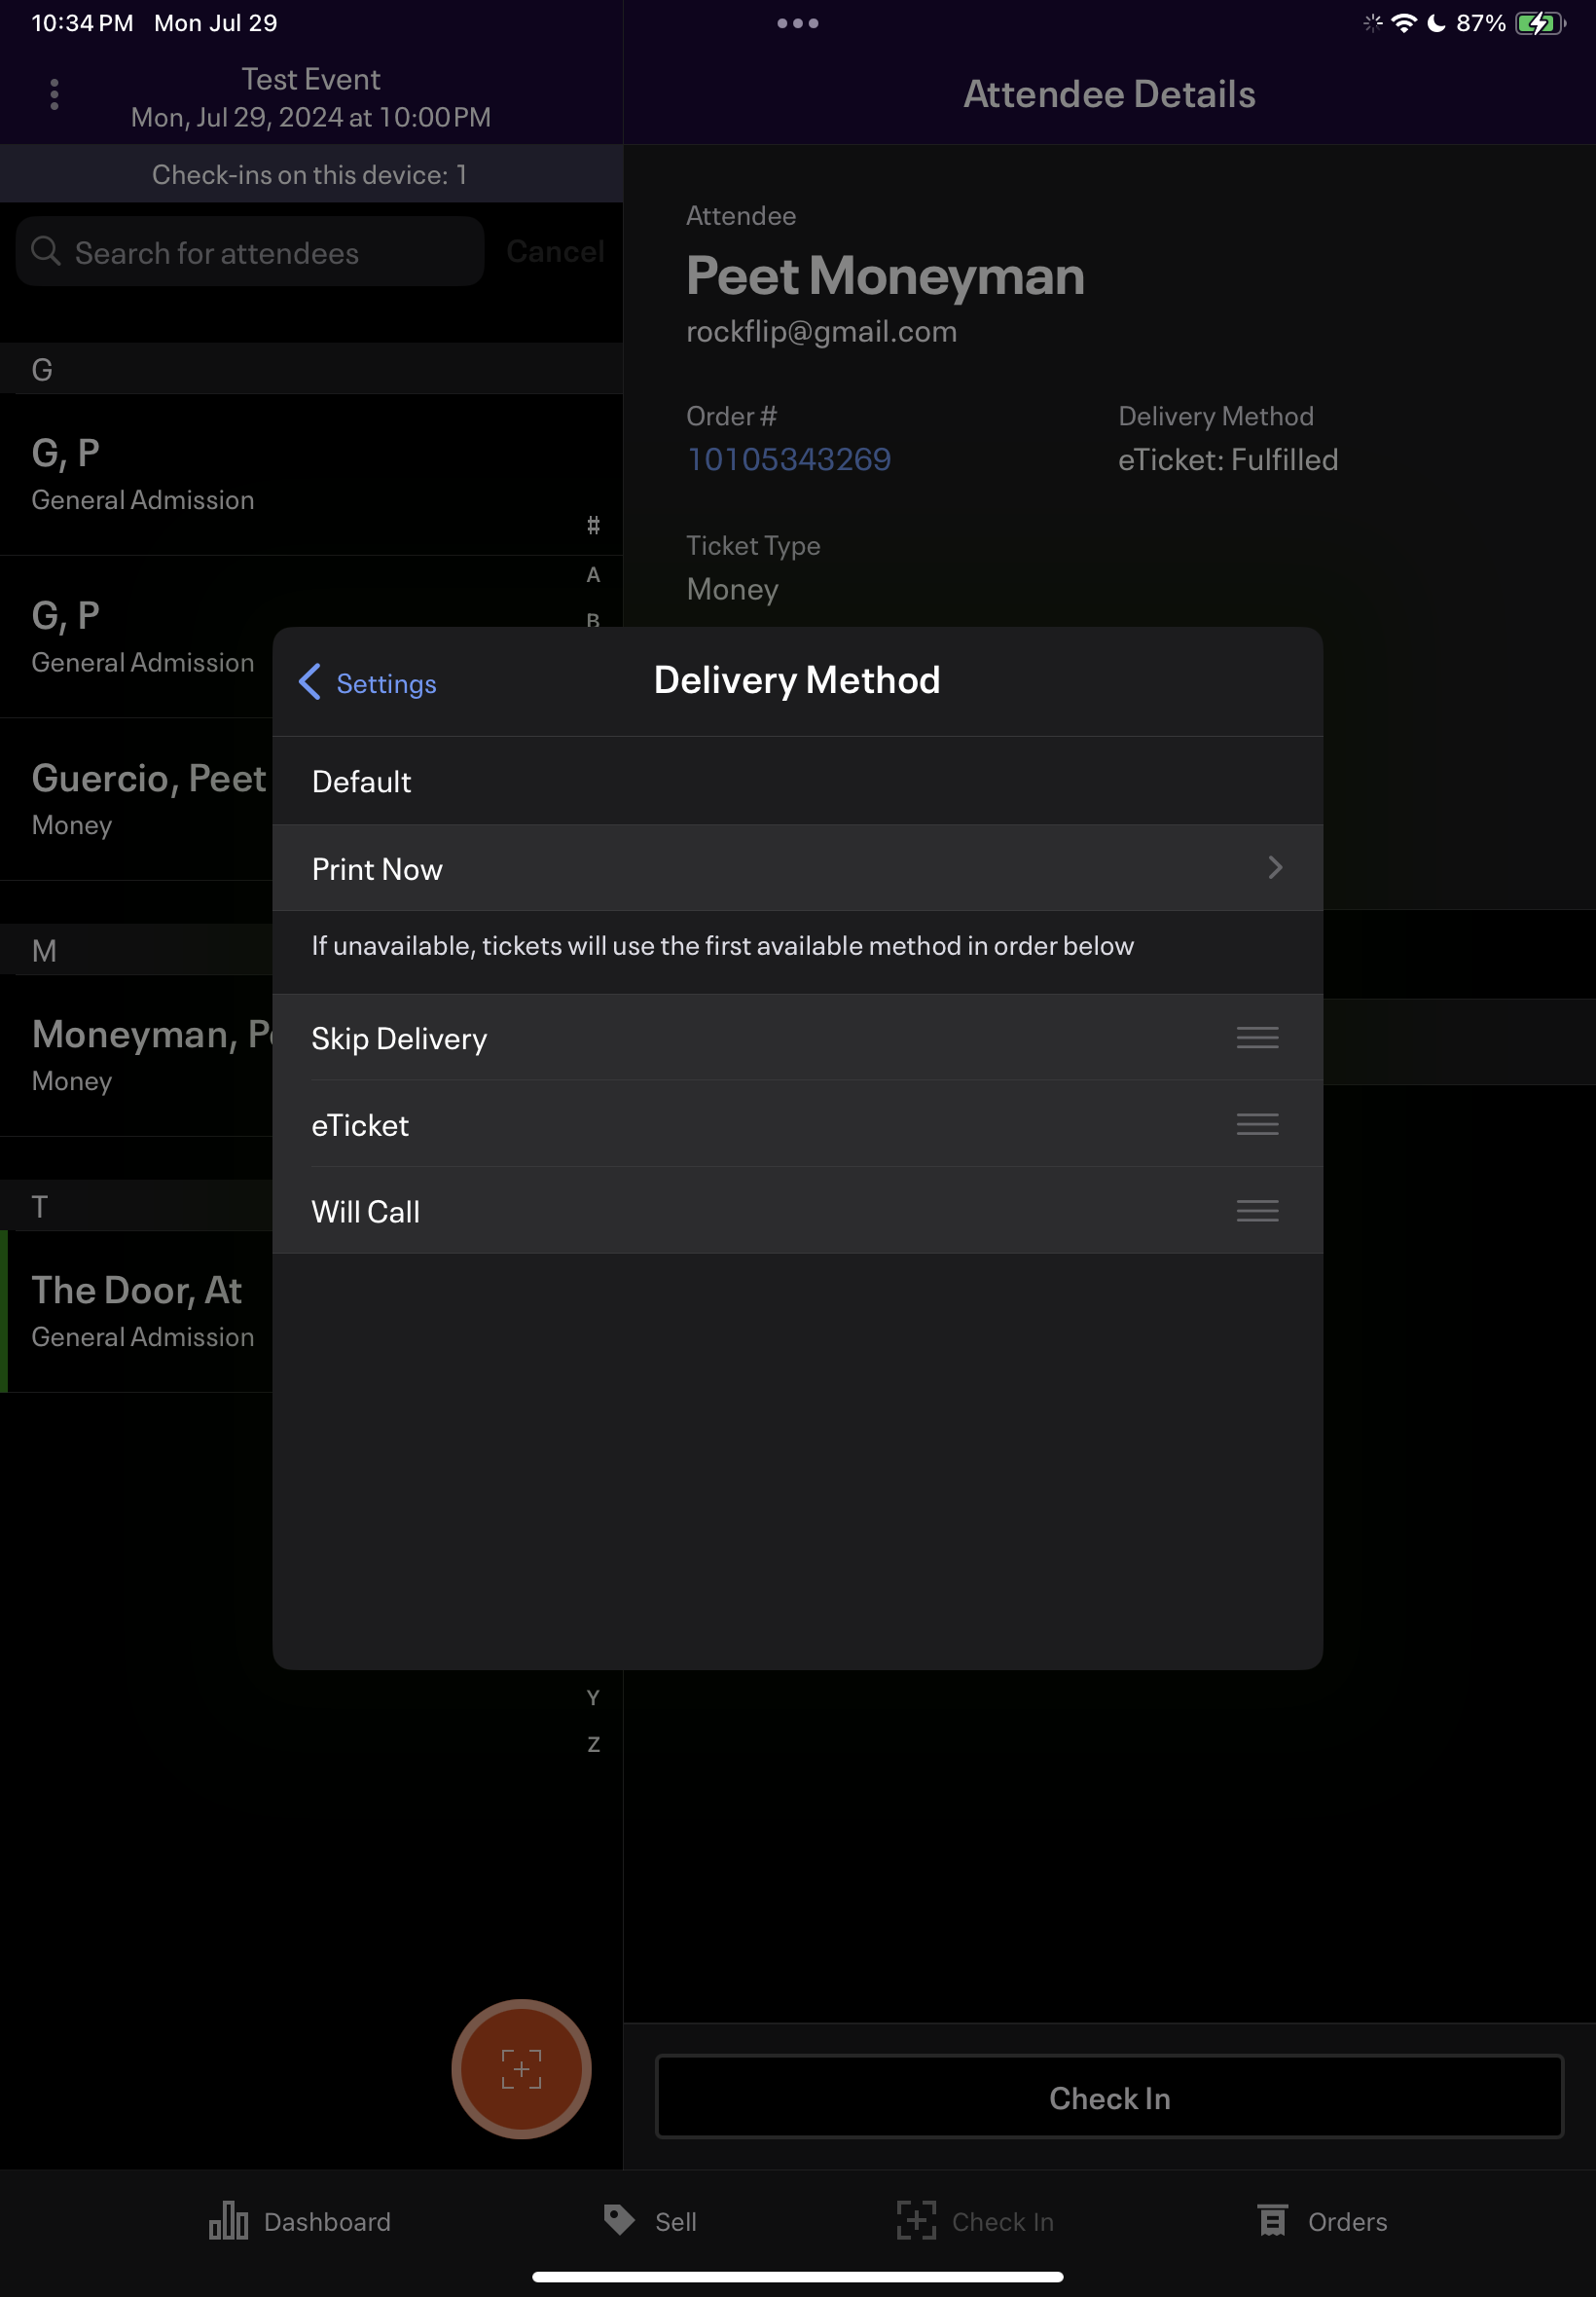 10:34 PM Mon Jul 29
87%
Test Event
Mon, Jul 29, 2024 at 10:00 PM
Check-ins on this device: 1
Search for attendees
Cancel
G
G, P
General Admission
G, P
General Admission
Guercio, Peet
Money
M
Moneyman, P
Money
T
The Door, At
General Admission
#
A
B
Y
Z
Attendee Details
Attendee
Peet Moneyman
rockflip@gmail.com
Order #
10105343269
Delivery Method
eTicket: Fulfilled
Ticket Type
Money
Settings
Delivery Method
Default
Print Now
If unavailable, tickets will use the first available method in order below
Skip Delivery
eTicket
Will Call
Check In
Dashboard
Sell
Check In
Orders